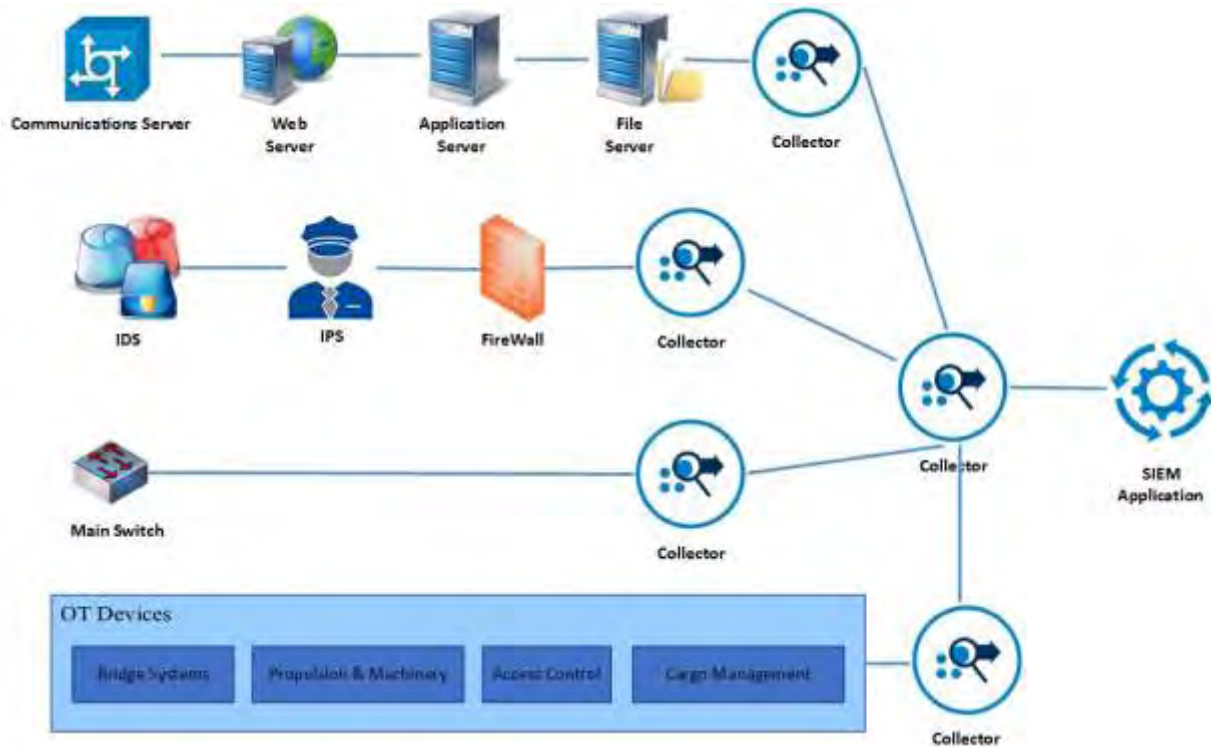 Communications Server
Web
Server
Application
Server
File
Server
Collector
IDS
IPS
FireWall
Collector
Collector
SIEM
Application
Main Switch
Collector
OT Devices
Bridge Systems
Propulsion & Machinery
Access Control
Cargo Management
Collector